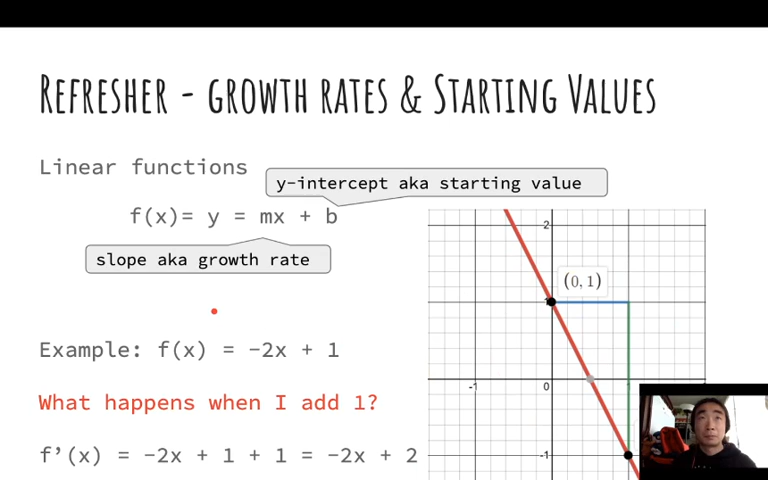 Refresher - growth rates & Starting Values
Linear functions
y-intercept aka starting value
f(x)= y = mx + b
slope aka growth rate
Example: f(x) = -2x + 1
What happens when I add 1?
f’(x) = -2x + 1 + 1 = -2x + 2
2
(0, 1)
1
-1
0
-1